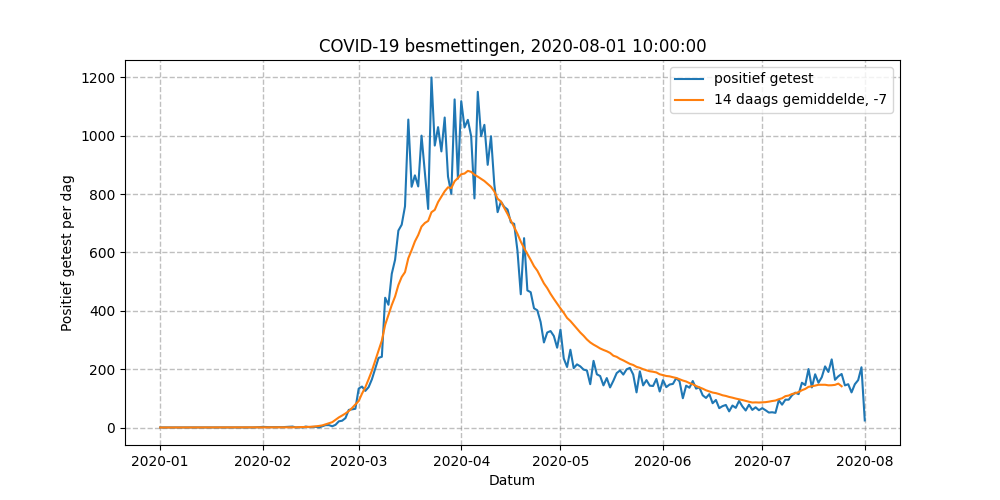 COVID-19 besmettingen, 2020-08-01 10:00:00
positief getest
14 daags gemiddelde, -7
Positief getest per dag
1200
1000
800
600
400
200
0
2020-01 2020-02 2020-03 2020-04 2020-05 2020-06 2020-07 2020-08
Datum